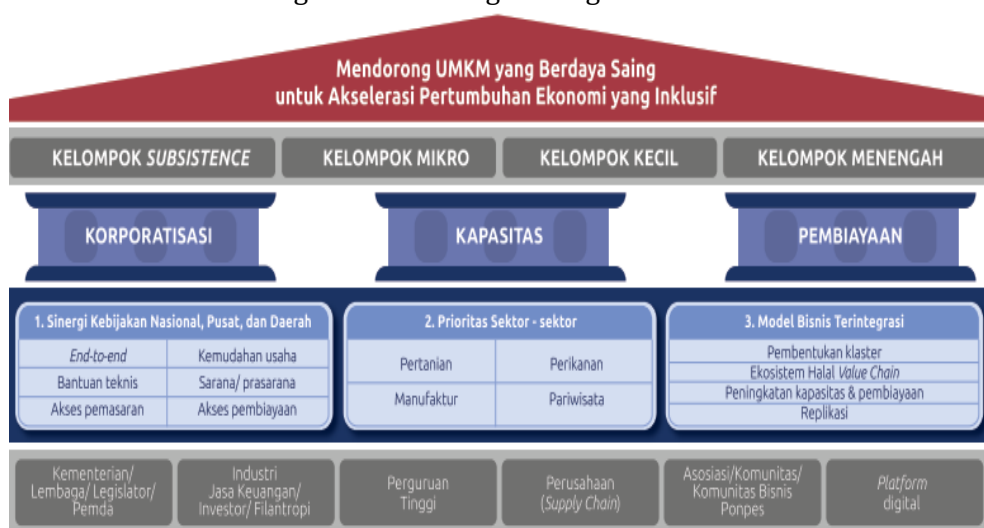 Mendorong UMKM yang Berdaya Saing
untuk Akselerasi Pertumbuhan Ekonomi yang Inklusif
KELOMPOK SUBSISTENCE
KELOMPOK MIKRO
KELOMPOK KECIL
KELOMPOK MENENGAH
KORPORATISASI
KAPASITAS
PEMBIAYAAN
1. Sinergi Kebijakan Nasional, Pusat, dan Daerah
End-to-end
Kemudahan usaha
Bantuan teknis
Sarana/ prasarana
Akses pemasaran
Akses pembiayaan
2. Prioritas Sektor - sektor
Pertanian
Perikanan
Manufaktur
Pariwisata
3. Model Bisnis Terintegrasi
Pembentukan klaster
Ekosistem Halal Value Chain
Peningkatan kapasitas & pembiayaan
Replikasi
Kementerian/
Lembaga/ Legislator/
Pemda
Industri
Jasa Keuangan/
Investor/ Filantropi
Perguruan
Tinggi
Perusahaan
(Supply Chain)
Asosiasi/Komunitas/
Komunitas Bisnis
Ponpes
Platform
digital